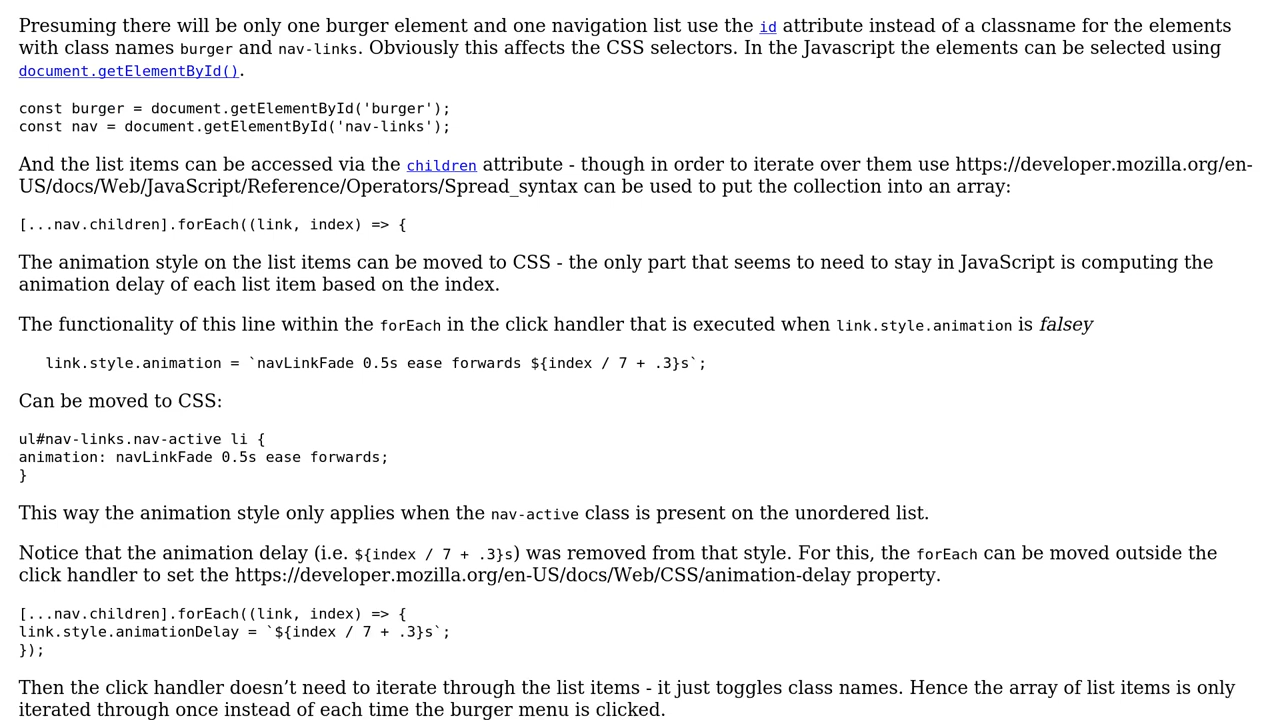 Presuming there will be only one burger element and one navigation list use the id attribute instead of a classname for the elements
with class names burger and nav-links. Obviously this affects the CSS selectors. In the Javascript the elements can be selected using
document.getElementById().
const burger = document.getElementById('burger');
const nav = document.getElementById('nav-links');
And the list items can be accessed via the children attribute - though in order to iterate over them use https://developer.mozilla.org/en-
US/docs/Web/JavaScript/Reference/Operators/Spread_syntax can be used to put the collection into an array:
[...nav.children].forEach((link, index) => {
The animation style on the list items can be moved to CSS - the only part that seems to need to stay in JavaScript is computing the
animation delay of each list item based on the index.
The functionality of this line within the forEach in the click handler that is executed when link.style.animation is falsey
link.style.animation = `navLinkFade 0.5s ease forwards ${index / 7 + .3}s`;
Can be moved to CSS:
ul#nav-links.nav-active li {
animation: navLinkFade 0.5s ease forwards;
}
This way the animation style only applies when the nav-active class is present on the unordered list.
Notice that the animation delay (i.e. ${index / 7 + .3}s) was removed from that style. For this, the forEach can be moved outside the
click handler to set the https://developer.mozilla.org/en-US/docs/Web/CSS/animation-delay property.
[...nav.children].forEach((link, index) => {
link.style.animationDelay = `${index / 7 + .3}s`;
});
Then the click handler doesn’t need to iterate through the list items - it just toggles class names. Hence the array of list items is only
iterated through once instead of each time the burger menu is clicked.